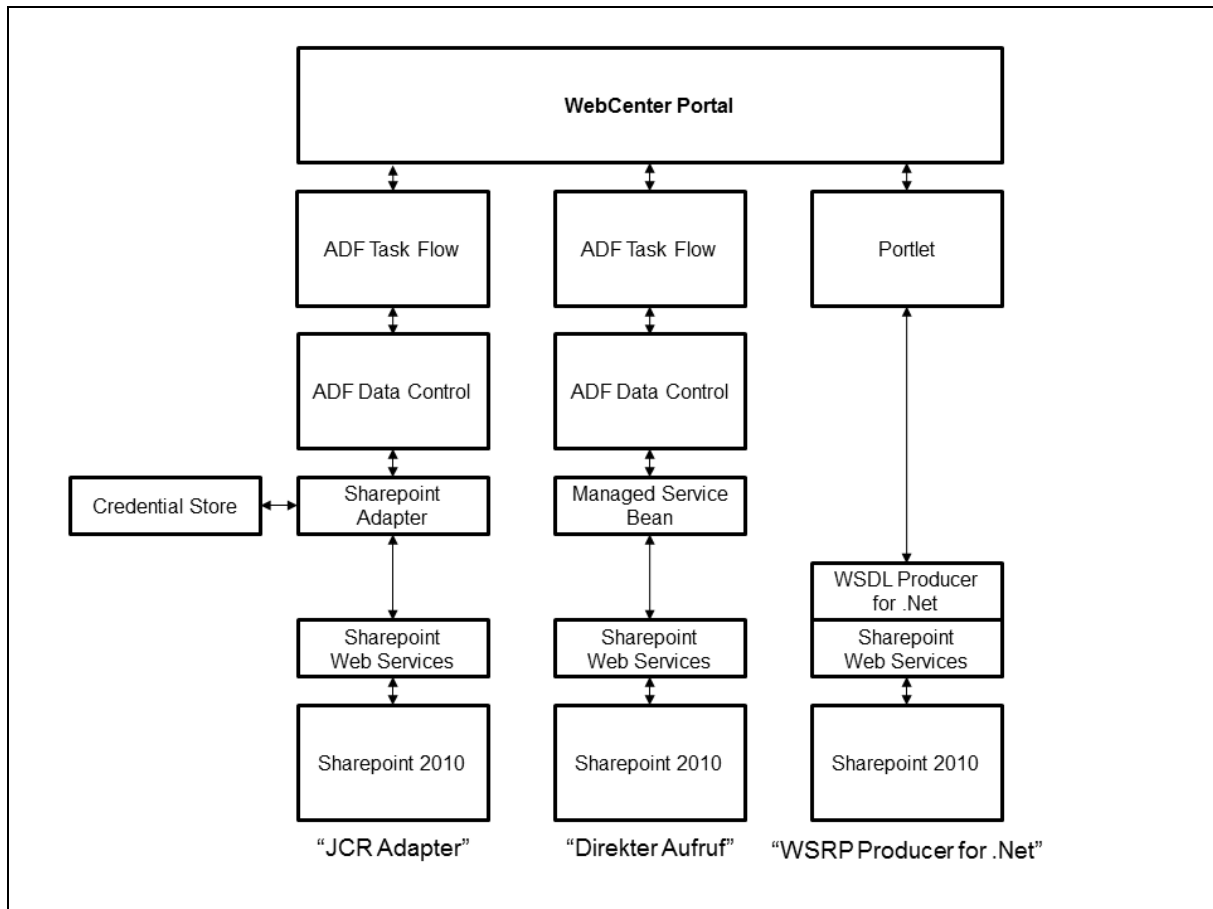 WebCenter Portal
ADF Task Flow
ADF Task Flow
Portlet
ADF Data Control
ADF Data Control
Credential Store
Sharepoint
Adapter
Managed Service
Bean
WSDL Producer
for .Net
Sharepoint
Web Services
Sharepoint
Web Services
Sharepoint
Web Services
Sharepoint 2010
Sharepoint 2010
Sharepoint 2010
“JCR Adapter”
“Direkter Aufruf”
“WSRP Producer for .Net”